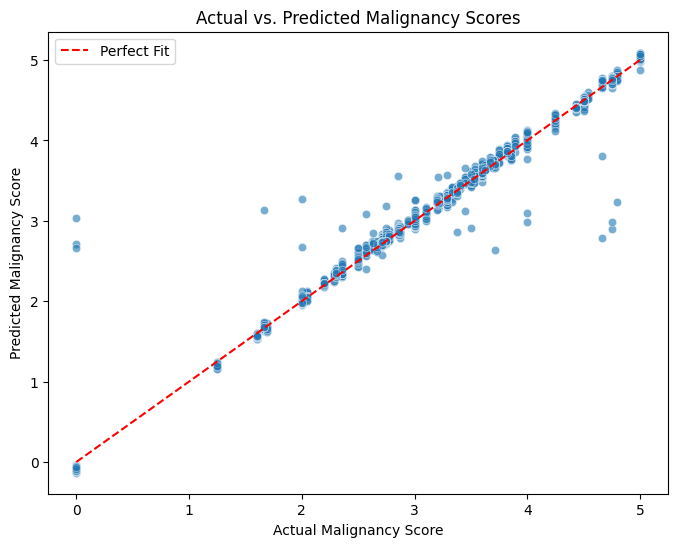 Actual vs. Predicted Malignancy Scores
Perfect Fit
Predicted Malignancy Score
5
4
3
2
1
0
0 1 2 3 4 5
Actual Malignancy Score